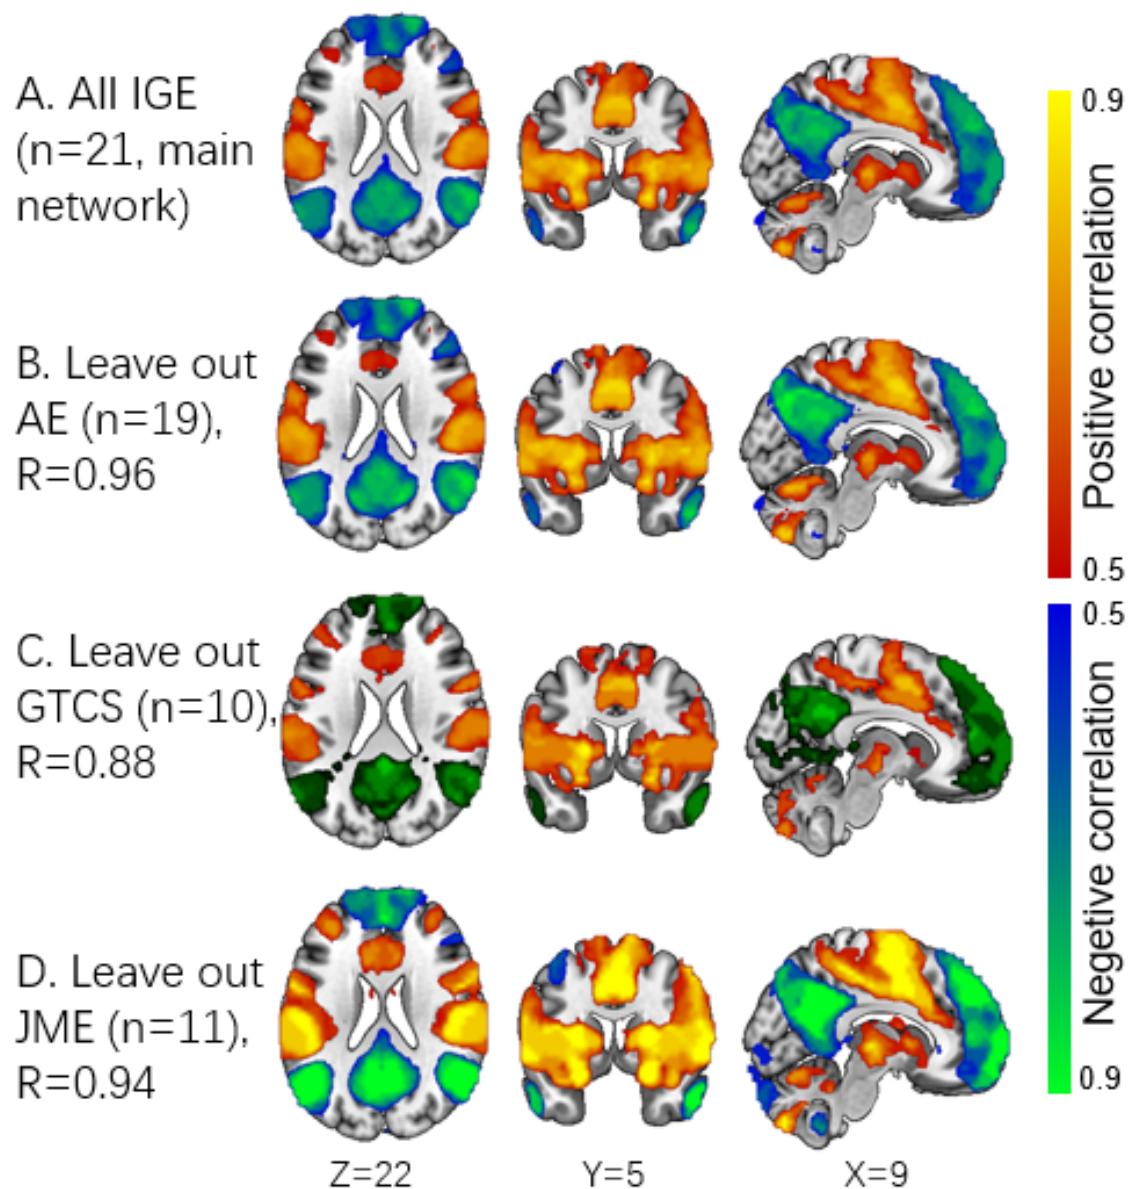 A. All IGE
(n=21, main
network)
B. Leave out
AE (n=19),
R=0.96
C. Leave out
GTCS (n=10),
R=0.88
D. Leave out
JME (n=11),
R=0.94
Z=22
Y=5
X=9
0.9
Positive correlation
0.5
0.5
Negetive correlation
0.9